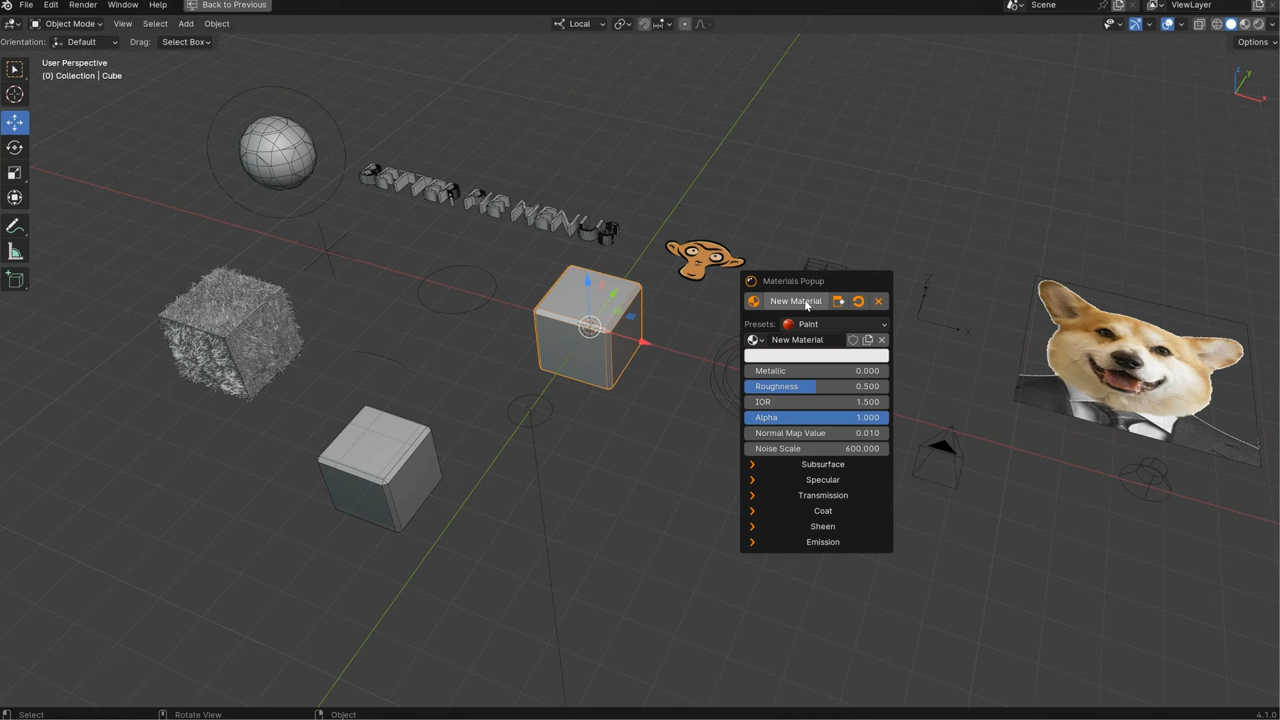 File Edit Render Window Help Back to Previous Scene ViewLayer
Object Mode View Select Add Object Local
Orientation: Default Drag: Select Box Options
User Perspective
(0) Collection | Cube
Z Y X
BETTER PIE MENUS
Materials Popup
New Material
Presets: Paint
New Material
Metallic 0.000
Roughness 0.500
IOR 1.500
Alpha 1.000
Normal Map Value 0.010
Noise Scale 600.000
Subsurface
Specular
Transmission
Coat
Sheen
Emission
Select Rotate View Object 4.1.0